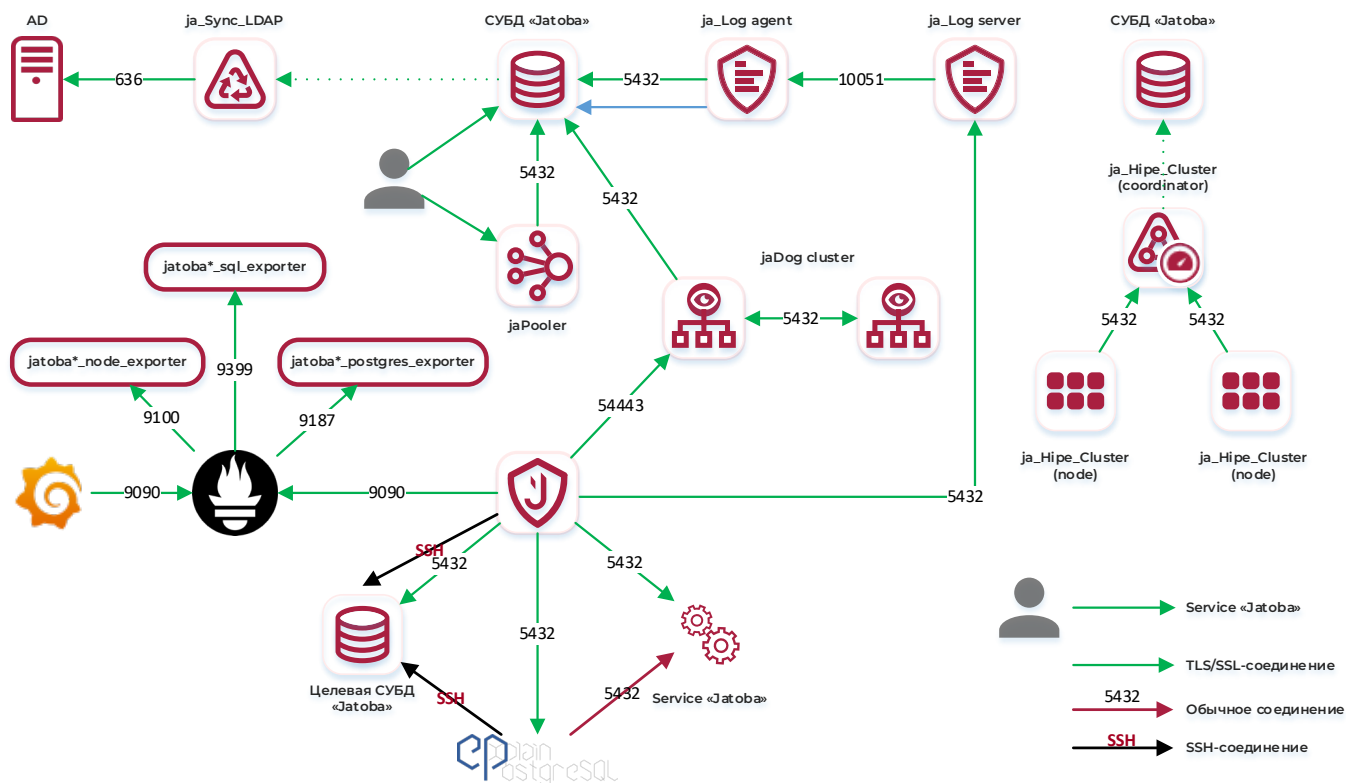 AD
ja_Sync_LDAP
СУБД «Jatoba»
ja_Log agent
ja_Log server
СУБД «Jatoba»
636
5432
10051
5432
5432
ja_Hipe_Cluster
(coordinator)
jaPooler
jaDog cluster
5432
5432
5432
jatoba*_sql_exporter
jatoba*_node_exporter
jatoba*_postgres_exporter
9399
9100
9187
54443
ja_Hipe_Cluster
(node)
ja_Hipe_Cluster
(node)
9090
9090
5432
SSH
5432
5432
5432
Целевая СУБД
«Jatoba»
SSH
5432
Service «Jatoba»
ep
plain
PostgreSQL
Service «Jatoba»
TLS/SSL-соединение
5432
Обычное соединение
SSH
SSH-соединение